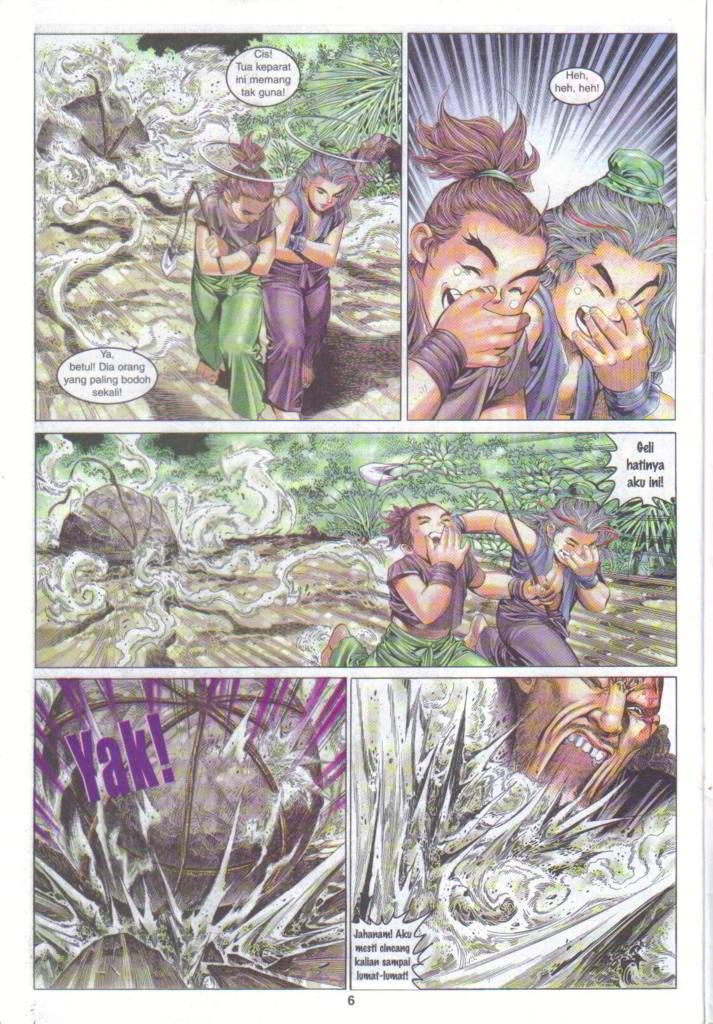 Cis!
Tua keparat
ini memang
tak guna!
Ya,
betul! Dia orang
yang paling bodoh
sekali!
Heh,
heh, heh!
Geli
hatinya
aku ini!
Yak!
Jahanam! Aku
mesti cincang
kalian sampai
lumat-lumat!
6